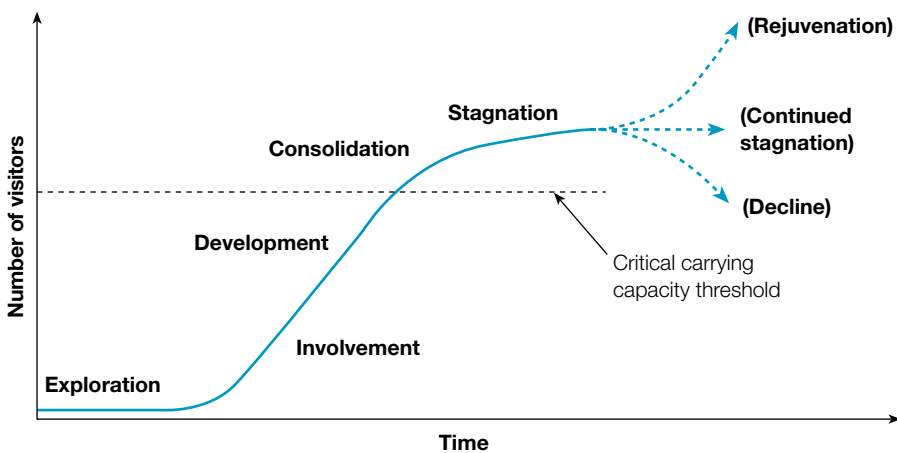 Number of visitors
(Rejuvenation)
Stagnation
(Continued
stagnation)
Consolidation
(Decline)
Development
Critical carrying
capacity threshold
Involvement
Exploration
Time